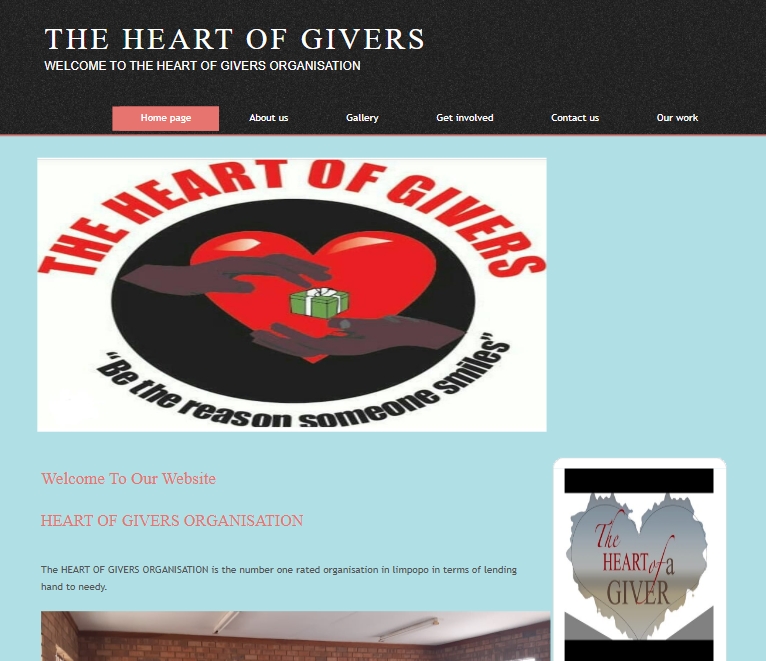 THE HEART OF GIVERS
WELCOME TO THE HEART OF GIVERS ORGANISATION
Home page
About us
Gallery
Get involved
Contact us
Our work
THE HEART OF GIVERS
"Be the reason someone smiles"
Welcome To Our Website
HEART OF GIVERS ORGANISATION
The HEART OF GIVERS ORGANISATION is the number one rated organisation in limpopo in terms of lending
hand to needy.
The
HEART of a
GIVER